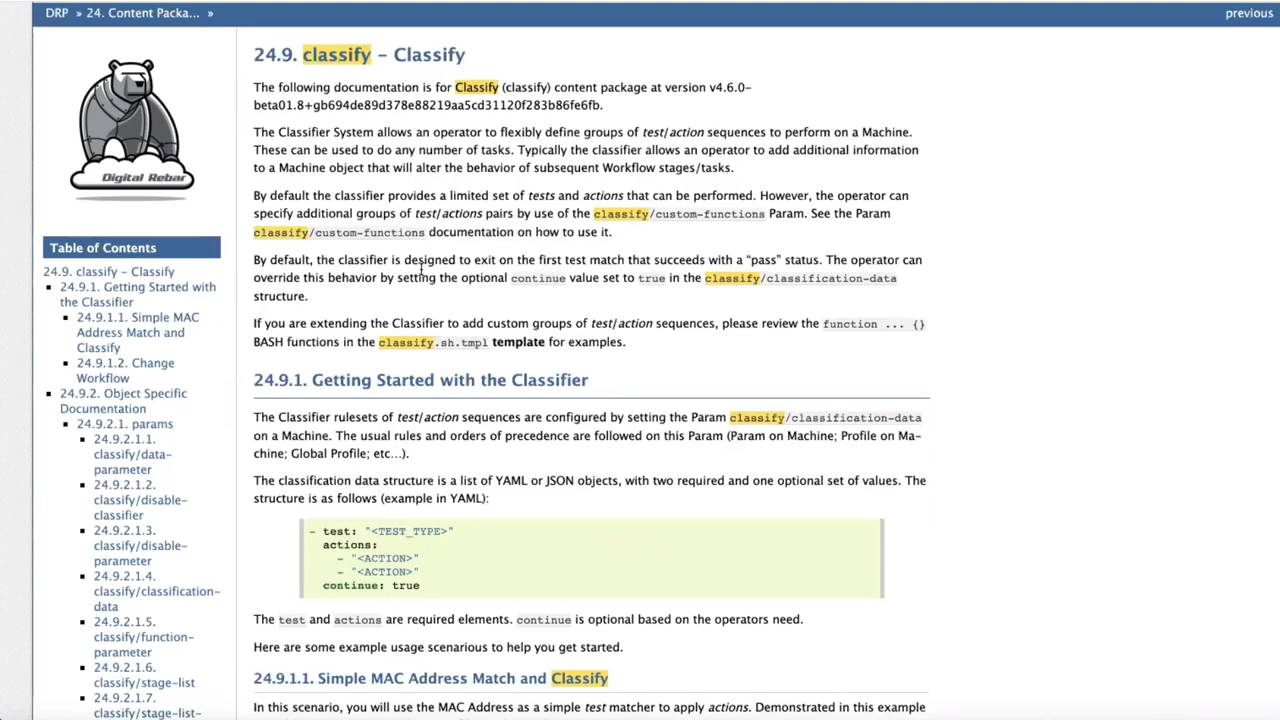 DRP » 24. Content Packa... »
previous
Digital Rebar
Table of Contents
24.9. classify – Classify
24.9.1. Getting Started with
the Classifier
24.9.1.1. Simple MAC
Address Match and
Classify
24.9.1.2. Change
Workflow
24.9.2. Object Specific
Documentation
24.9.2.1. params
24.9.2.1.1.
classify/data-
parameter
24.9.2.1.2.
classify/disable-
classifier
24.9.2.1.3.
classify/disable-
parameter
24.9.2.1.4.
classify/classification-
data
24.9.2.1.5.
classify/function-
parameter
24.9.2.1.6.
classify/stage-list
24.9.2.1.7.
classify/stage-list-
24.9. classify – Classify
The following documentation is for Classify (classify) content package at version v4.6.0-
beta01.8+gb694de89d378e88219aa5cd31120f283b86fe6fb.
The Classifier System allows an operator to flexibly define groups of test/action sequences to perform on a Machine.
These can be used to do any number of tasks. Typically the classifier allows an operator to add additional information
to a Machine object that will alter the behavior of subsequent Workflow stages/tasks.
By default the classifier provides a limited set of tests and actions that can be performed. However, the operator can
specify additional groups of test/actions pairs by use of the classify/custom-functions Param. See the Param
classify/custom-functions documentation on how to use it.
By default, the classifier is designed to exit on the first test match that succeeds with a “pass” status. The operator can
override this behavior by setting the optional continue value set to true in the classify/classification-data
structure.
If you are extending the Classifier to add custom groups of test/action sequences, please review the function ... {}
BASH functions in the classify.sh.tmpl template for examples.
24.9.1. Getting Started with the Classifier
The Classifier rulesets of test/action sequences are configured by setting the Param classify/classification-data
on a Machine. The usual rules and orders of precedence are followed on this Param (Param on Machine; Profile on Ma-
chine; Global Profile; etc...).
The classification data structure is a list of YAML or JSON objects, with two required and one optional set of values. The
structure is as follows (example in YAML):
- test: "<TEST_TYPE>"
actions:
- "<ACTION>"
- "<ACTION>"
continue: true
The test and actions are required elements. continue is optional based on the operators need.
Here are some example usage scenarious to help you get started.
24.9.1.1. Simple MAC Address Match and Classify
In this scenario, you will use the MAC Address as a simple test matcher to apply actions. Demonstrated in this example